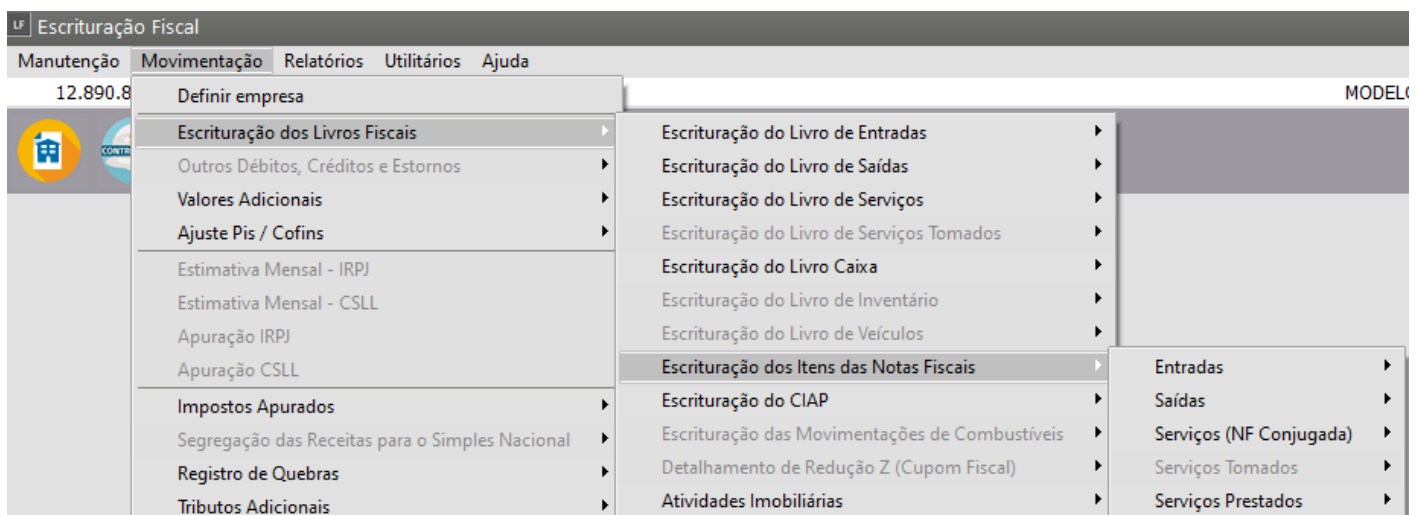 LF Escrituração Fiscal
Manutenção Movimentação Relatórios Utilitários Ajuda
12.890.8
MODELO
Definir empresa
CONTR
Escrituração dos Livros Fiscais
Outros Débitos, Créditos e Estornos
Valores Adicionais
Ajuste Pis / Cofins
Estimativa Mensal - IRPJ
Estimativa Mensal - CSLL
Apuração IRPJ
Apuração CSLL
Impostos Apurados
Segregação das Receitas para o Simples Nacional
Registro de Quebras
Tributos Adicionais
Escrituração do Livro de Entradas
Escrituração do Livro de Saídas
Escrituração do Livro de Serviços
Escrituração do Livro de Serviços Tomados
Escrituração do Livro Caixa
Escrituração do Livro de Inventário
Escrituração do Livro de Veículos
Escrituração dos Itens das Notas Fiscais
Escrituração do CIAP
Escrituração das Movimentações de Combustíveis
Detalhamento de Redução Z (Cupom Fiscal)
Atividades Imobiliárias
Entradas
Saídas
Serviços (NF Conjugada)
Serviços Tomados
Serviços Prestados